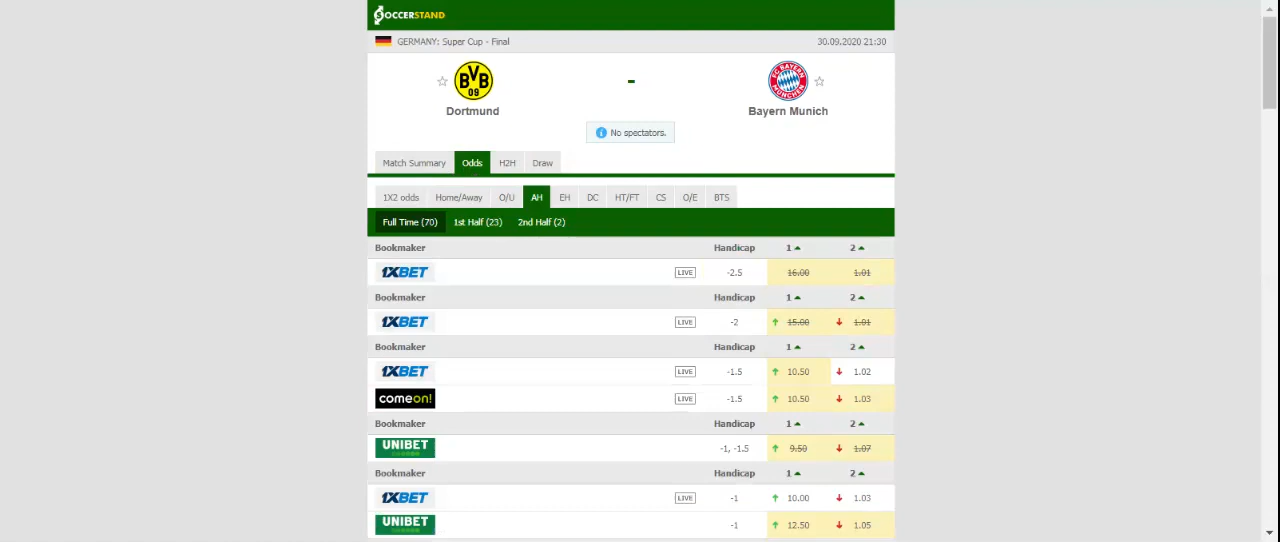 SOCCERSTAND
GERMANY: Super Cup - Final 30.09.2020 21:30
BVB 09
FC BAYERN MÜNCHEN
-
Dortmund Bayern Munich
No spectators.
Match Summary Odds H2H Draw
1X2 odds Home/Away O/U AH EH DC HT/FT CS O/E BTS
Full Time (70) 1st Half (23) 2nd Half (2)
Bookmaker Handicap 1 2
1XBET LIVE -2.5 16.00 1.01
Bookmaker Handicap 1 2
1XBET LIVE -2 15.00 1.01
Bookmaker Handicap 1 2
1XBET LIVE -1.5 10.50 1.02
comeon! LIVE -1.5 10.50 1.03
Bookmaker Handicap 1 2
UNIBET -1, -1.5 9.50 1.07
Bookmaker Handicap 1 2
1XBET LIVE -1 10.00 1.03
UNIBET -1 12.50 1.05